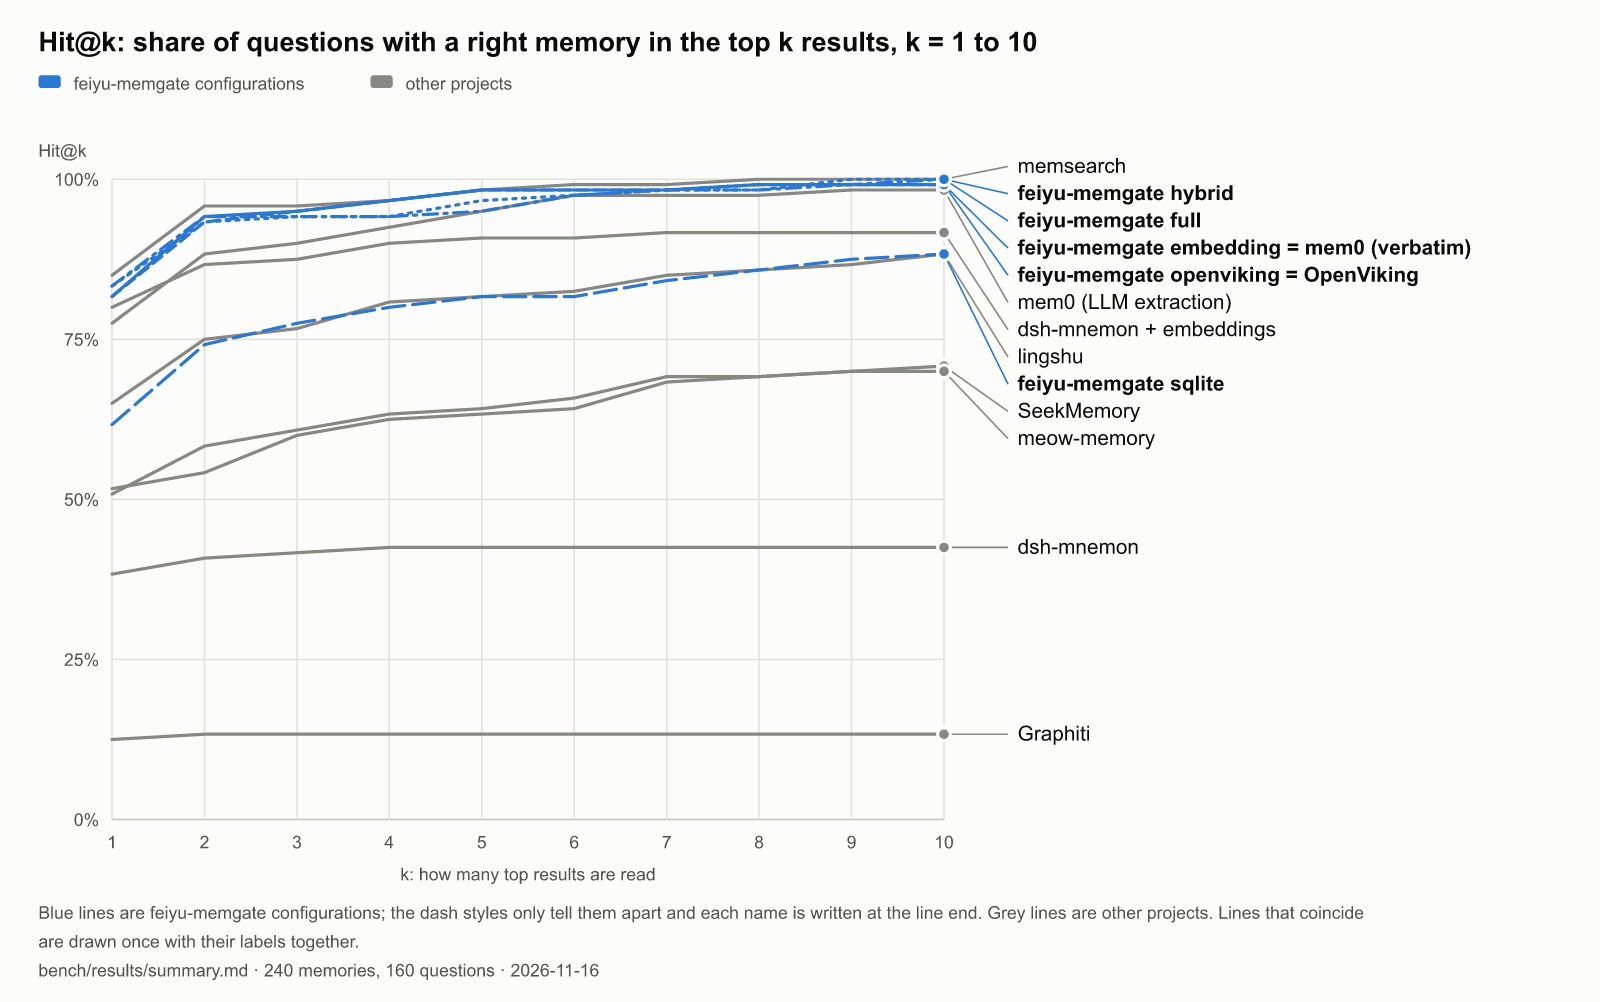 Hit@k: share of questions with a right memory in the top k results, k = 1 to 10
feiyu-memgate configurations
other projects
Hit@k
100%
75%
50%
25%
0%
1 2 3 4 5 6 7 8 9 10
k: how many top results are read
memsearch
feiyu-memgate hybrid
feiyu-memgate full
feiyu-memgate embedding = mem0 (verbatim)
feiyu-memgate openviking = OpenViking
mem0 (LLM extraction)
dsh-mnemon + embeddings
lingshu
feiyu-memgate sqlite
SeekMemory
meow-memory
dsh-mnemon
Graphiti
Blue lines are feiyu-memgate configurations; the dash styles only tell them apart and each name is written at the line end. Grey lines are other projects. Lines that coincide
are drawn once with their labels together.
bench/results/summary.md · 240 memories, 160 questions · 2026-11-16